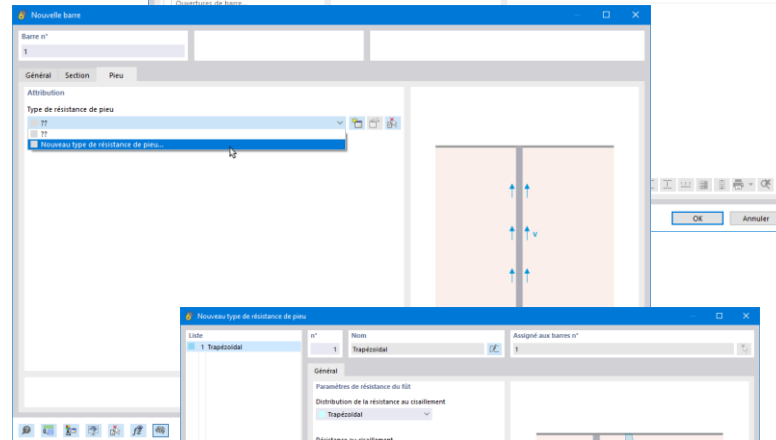 Ouvertures de barre...
Nouvelle barre
Barre n°
1
Général Section Pieu
Attribution
Type de résistance de pieu
??
??
Nouveau type de résistance de pieu...
v
OK Annuler
Nouveau type de résistance de pieu
Liste
1 Trapézoïdal
n°
1
Nom
Trapézoïdal
Assigné aux barres n°
1
Général
Paramètres de résistance du fût
Distribution de la résistance au cisaillement
Trapézoïdal
Résistance au cisaillement